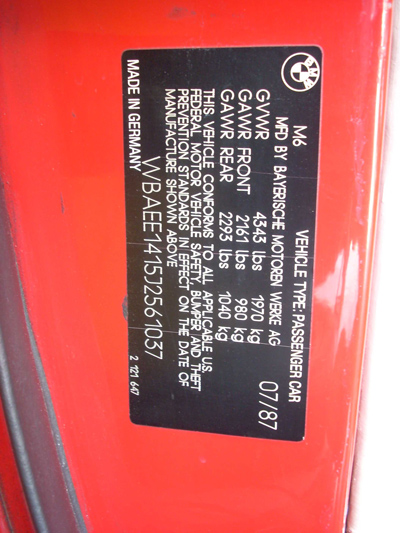 BMW
M6
VEHICLE TYPE: PASSENGER CAR
MFD BY BAYERISCHE MOTOREN WERKE AG
07/87
GVWR 4343 lbs 1970 kg
GAWR FRONT 2161 lbs 980 kg
GAWR REAR 2293 lbs 1040 kg
THIS VEHICLE CONFORMS TO ALL APPLICABLE U.S.
FEDERAL MOTOR VEHICLE SAFETY BUMPER AND THEFT
PREVENTION STANDARDS IN EFFECT ON THE DATE OF
MANUFACTURE SHOWN ABOVE
WBAEE1415J2561037
MADE IN GERMANY
2 121 647